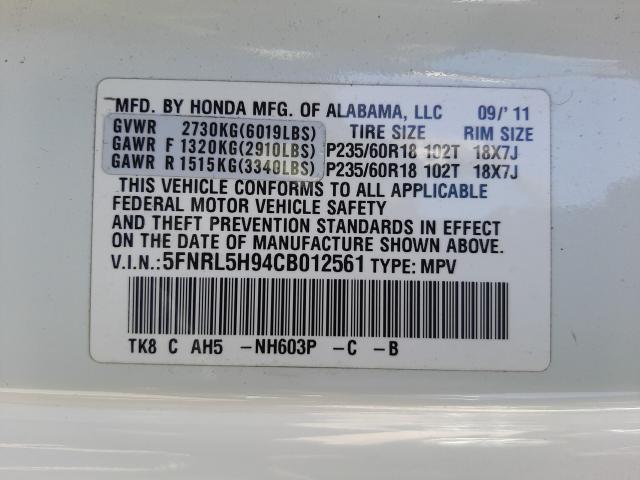 MFD. BY HONDA MFG. OF ALABAMA, LLC 09/'11
GVWR 2730KG(6019LBS) TIRE SIZE RIM SIZE
GAWR F 1320KG(2910LBS) P235/60R18 102T 18X7J
GAWR R 1515KG(3340LBS) P235/60R18 102T 18X7J
THIS VEHICLE CONFORMS TO ALL APPLICABLE
FEDERAL MOTOR VEHICLE SAFETY
AND THEFT PREVENTION STANDARDS IN EFFECT
ON THE DATE OF MANUFACTURE SHOWN ABOVE.
V.I.N.:5FNRL5H94CB012561 TYPE: MPV
TK8 C AH5 -NH603P -C -B